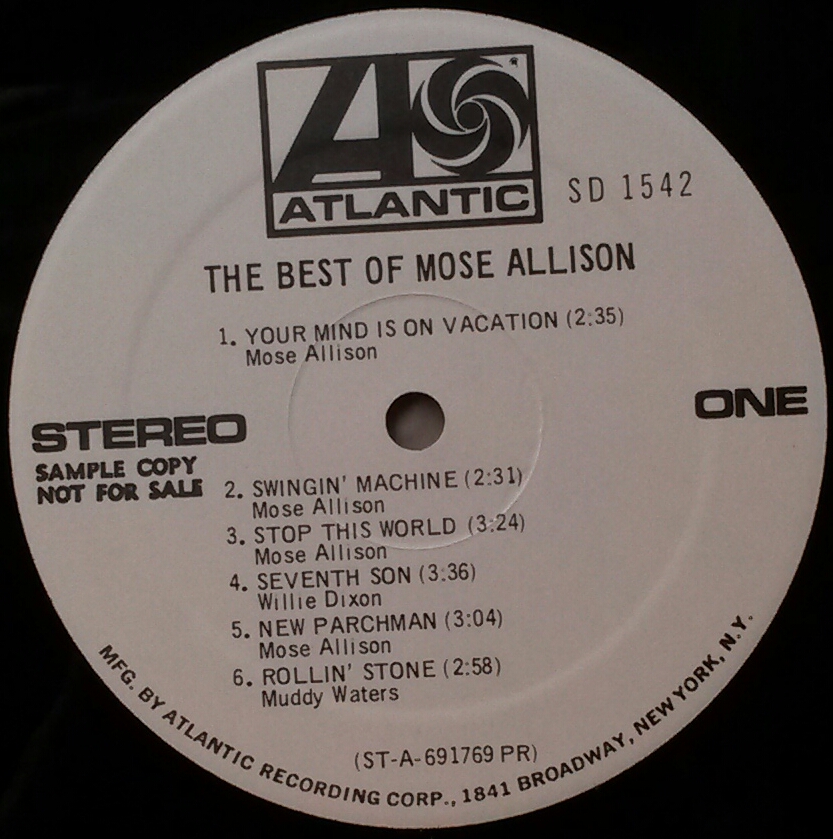 ATLANTIC
SD 1542
THE BEST OF MOSE ALLISON
1. YOUR MIND IS ON VACATION (2:35)
Mose Allison
STEREO
ONE
SAMPLE COPY
NOT FOR SALE
2. SWINGIN' MACHINE (2:31)
Mose Allison
3. STOP THIS WORLD (3:24)
Mose Allison
4. SEVENTH SON (3:36)
Willie Dixon
5. NEW PARCHMAN (3:04)
Mose Allison
6. ROLLIN' STONE (2:58)
Muddy Waters
(ST-A-691769 PR)
MFG. BY ATLANTIC RECORDING CORP., 1841 BROADWAY, NEW YORK, N.Y.